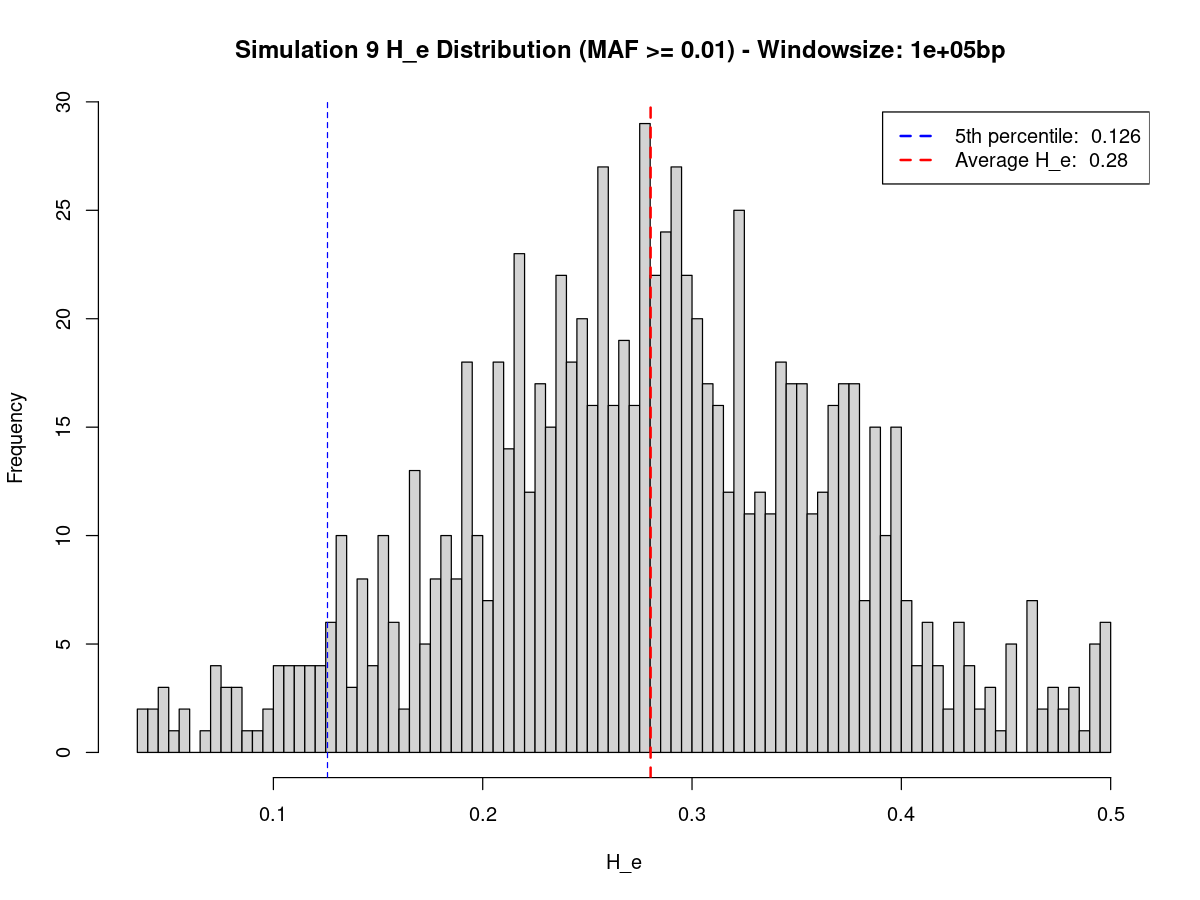 Simulation 9 H_e Distribution (MAF >= 0.01) - Windowsize: 1e+05bp
5th percentile:  0.126
Average H_e:  0.28
Frequency
30
25
20
15
10
5
0
0.1 0.2 0.3 0.4 0.5
H_e